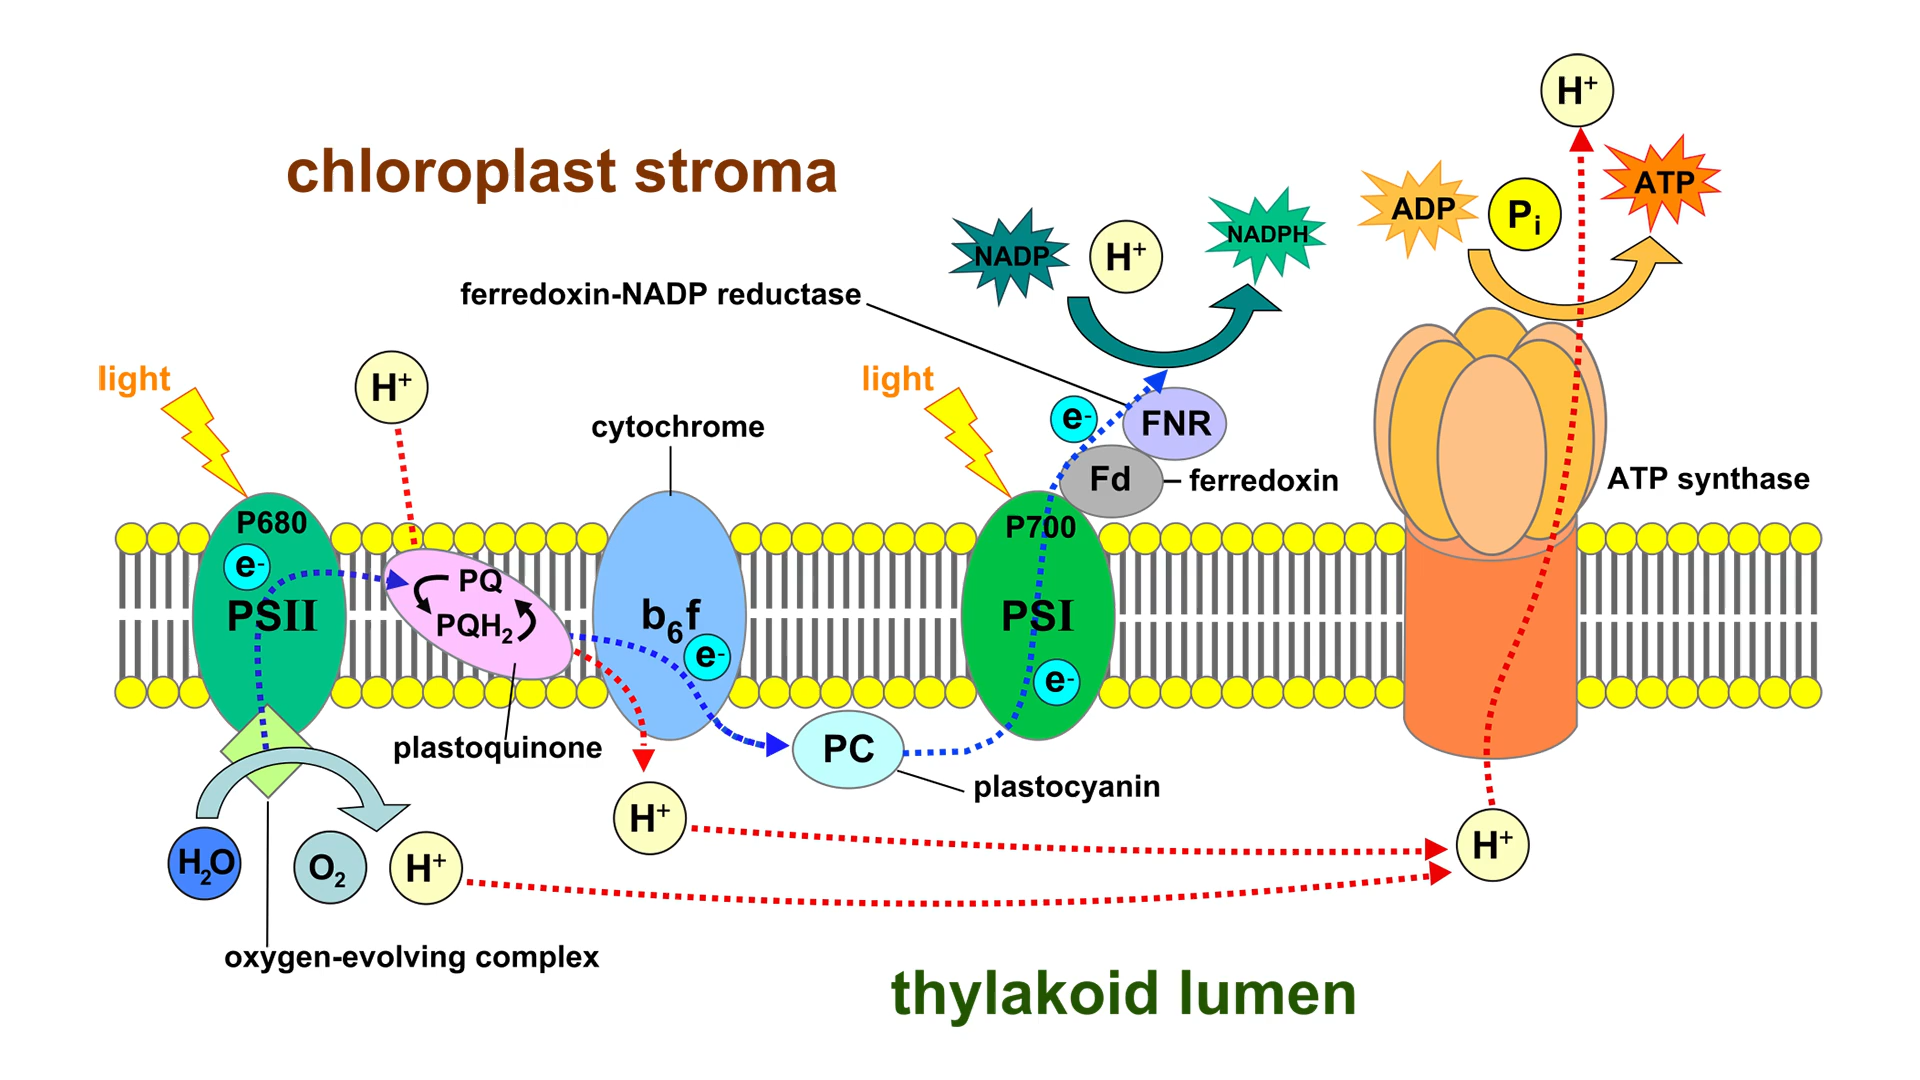 H⁺
chloroplast stroma
ADP
Pᵢ
ATP
NADP
H⁺
NADPH
ferredoxin-NADP reductase
light
H⁺
light
cytochrome
e⁻
FNR
Fd
ferredoxin
ATP synthase
P680
e⁻
PSII
PQ
PQH₂
b₆f
e⁻
P700
PSI
e⁻
plastoquinone
PC
plastocyanin
H⁺
H⁺
H₂O
O₂
H⁺
oxygen-evolving complex
thylakoid lumen